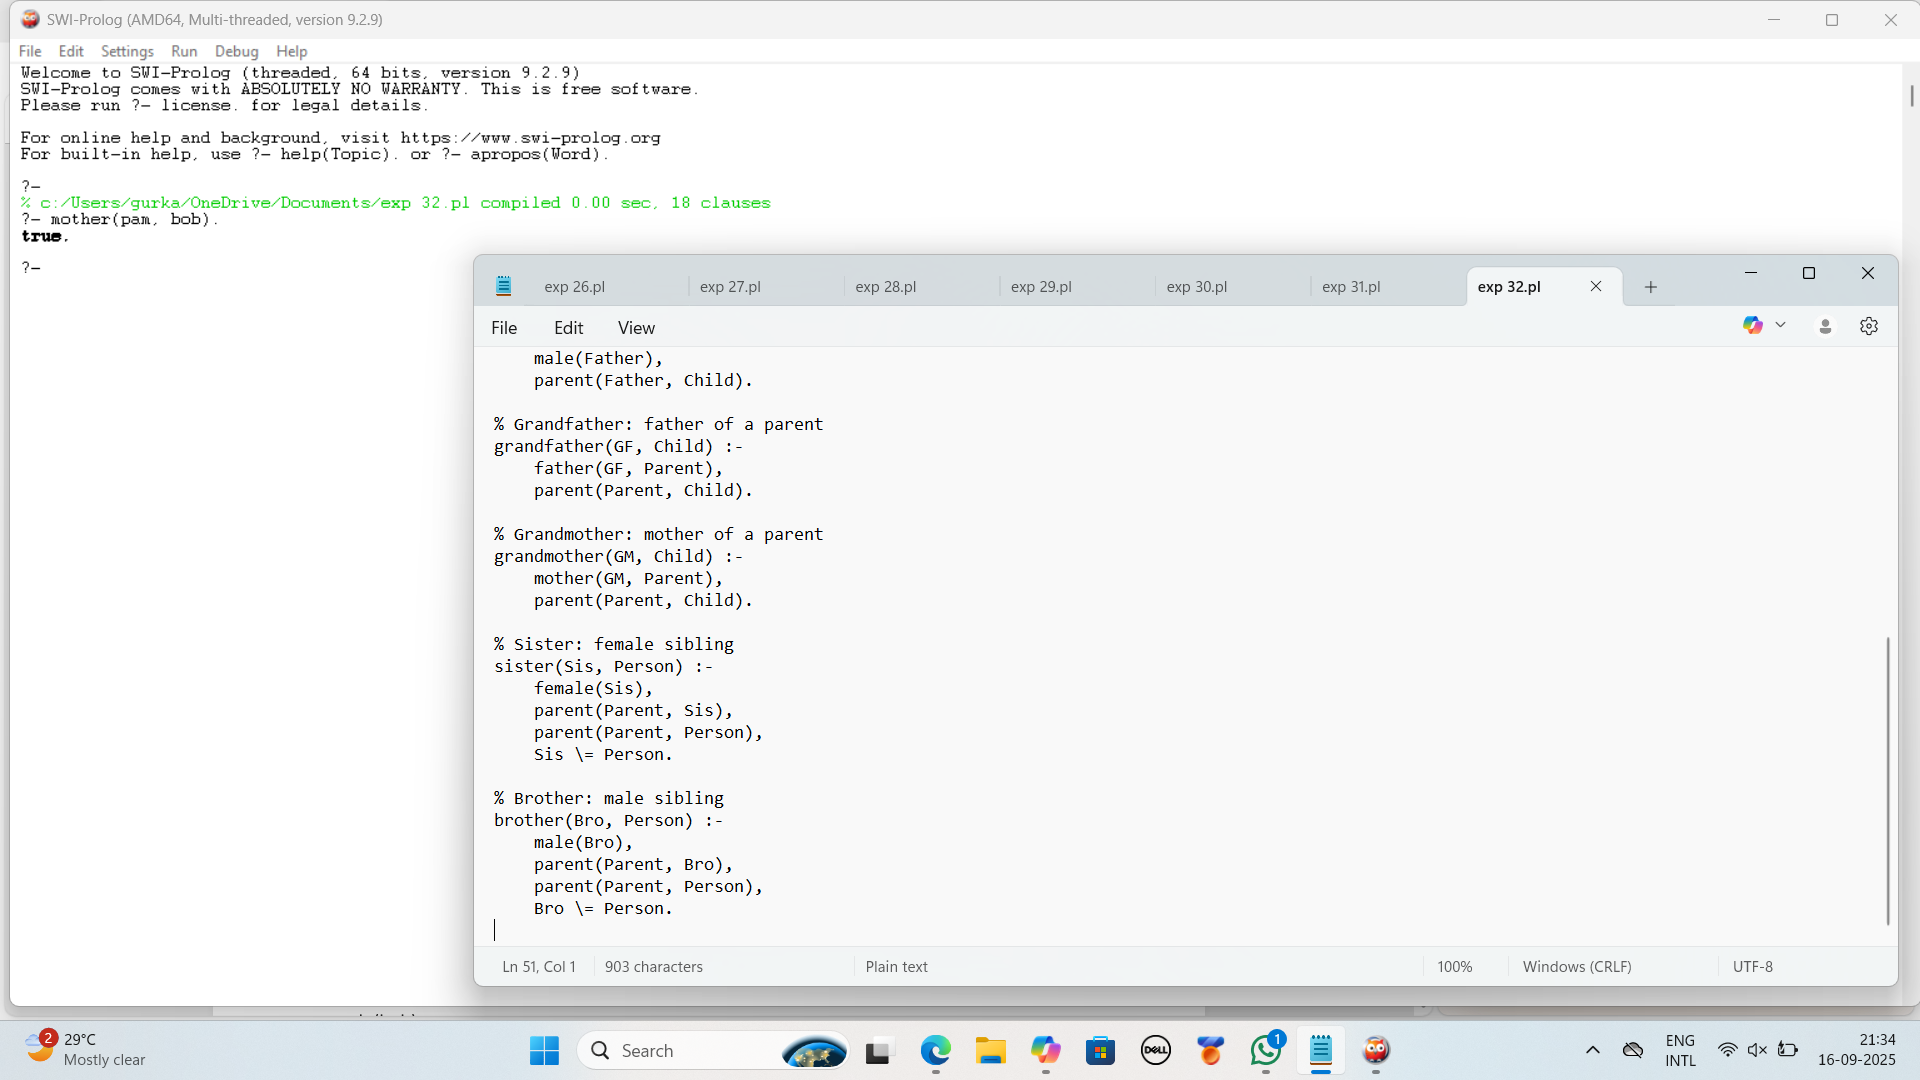 SWI-Prolog (AMD64, Multi-threaded, version 9.2.9)
File Edit Settings Run Debug Help
Welcome to SWI-Prolog (threaded, 64 bits, version 9.2.9)
SWI-Prolog comes with ABSOLUTELY NO WARRANTY. This is free software.
Please run ?- license. for legal details.
For online help and background, visit https://www.swi-prolog.org
For built-in help, use ?- help(Topic). or ?- apropos(Word).
?-
% c:/Users/gurka/OneDrive/Documents/exp 32.pl compiled 0.00 sec, 18 clauses
?- mother(pam, bob).
true.
?-
exp 26.pl exp 27.pl exp 28.pl exp 29.pl exp 30.pl exp 31.pl exp 32.pl
File Edit View
male(Father),
parent(Father, Child).
% Grandfather: father of a parent
grandfather(GF, Child) :-
father(GF, Parent),
parent(Parent, Child).
% Grandmother: mother of a parent
grandmother(GM, Child) :-
mother(GM, Parent),
parent(Parent, Child).
% Sister: female sibling
sister(Sis, Person) :-
female(Sis),
parent(Parent, Sis),
parent(Parent, Person),
Sis \= Person.
% Brother: male sibling
brother(Bro, Person) :-
male(Bro),
parent(Parent, Bro),
parent(Parent, Person),
Bro \= Person.
Ln 51, Col 1 903 characters Plain text 100% Windows (CRLF) UTF-8
2 29°C
Mostly clear
Search
DELL
1
ENG
INTL
21:34
16-09-2025